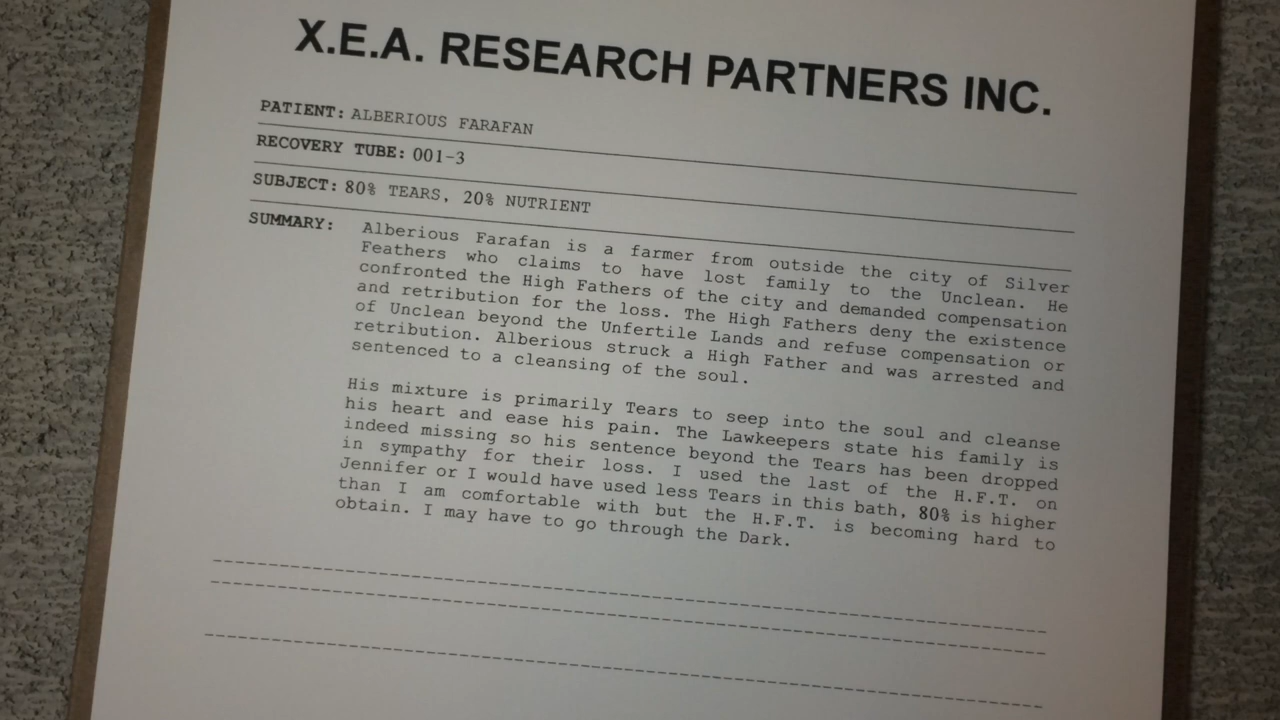 X.E.A. RESEARCH PARTNERS INC.
PATIENT: ALBERIOUS FARAFAN
RECOVERY TUBE: 001-3
SUBJECT: 80% TEARS, 20% NUTRIENT
SUMMARY: Alberious Farafan is a farmer from outside the city of Silver
Feathers who claims to have lost family to the Unclean. He
confronted the High Fathers of the city and demanded compensation
and retribution for the loss. The High Fathers deny the existence
of Unclean beyond the Unfertile Lands and refuse compensation or
retribution. Alberious struck a High Father and was arrested and
sentenced to a cleansing of the soul.
His mixture is primarily Tears to seep into the soul and cleanse
his heart and ease his pain. The Lawkeepers state his family is
indeed missing so his sentence beyond the Tears has been dropped
in sympathy for their loss. I used the last of the H.F.T. on
Jennifer or I would have used less Tears in this bath, 80% is higher
than I am comfortable with but the H.F.T. is becoming hard to
obtain. I may have to go through the Dark.